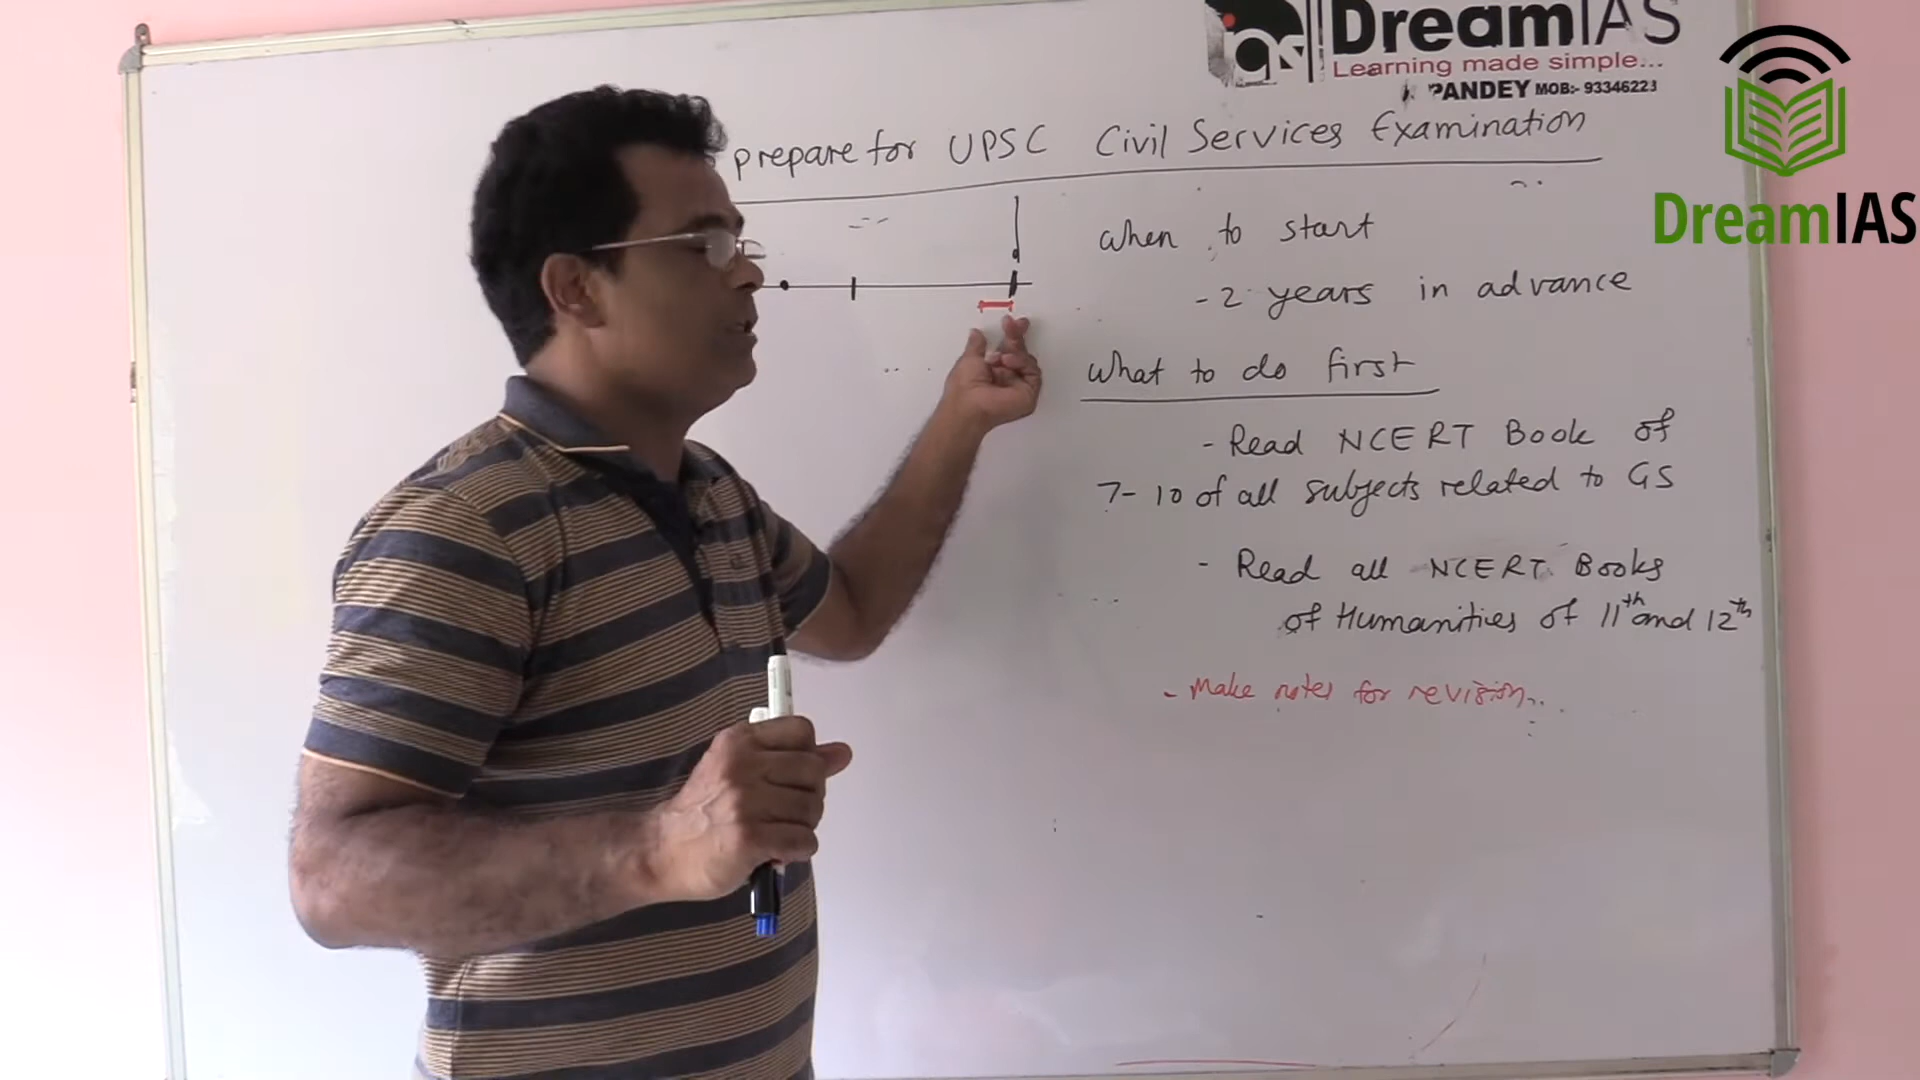 DreamIAS
Learning made simple...
PANDEY MOB:- 93346223
DreamIAS
prepare for UPSC Civil Services Examination
when to start
- 2 years in advance
What to do first
- Read NCERT Book of
7-10 of all subjects related to GS
- Read all NCERT Books
of Humanities of 11th and 12th
- Make notes for revision..